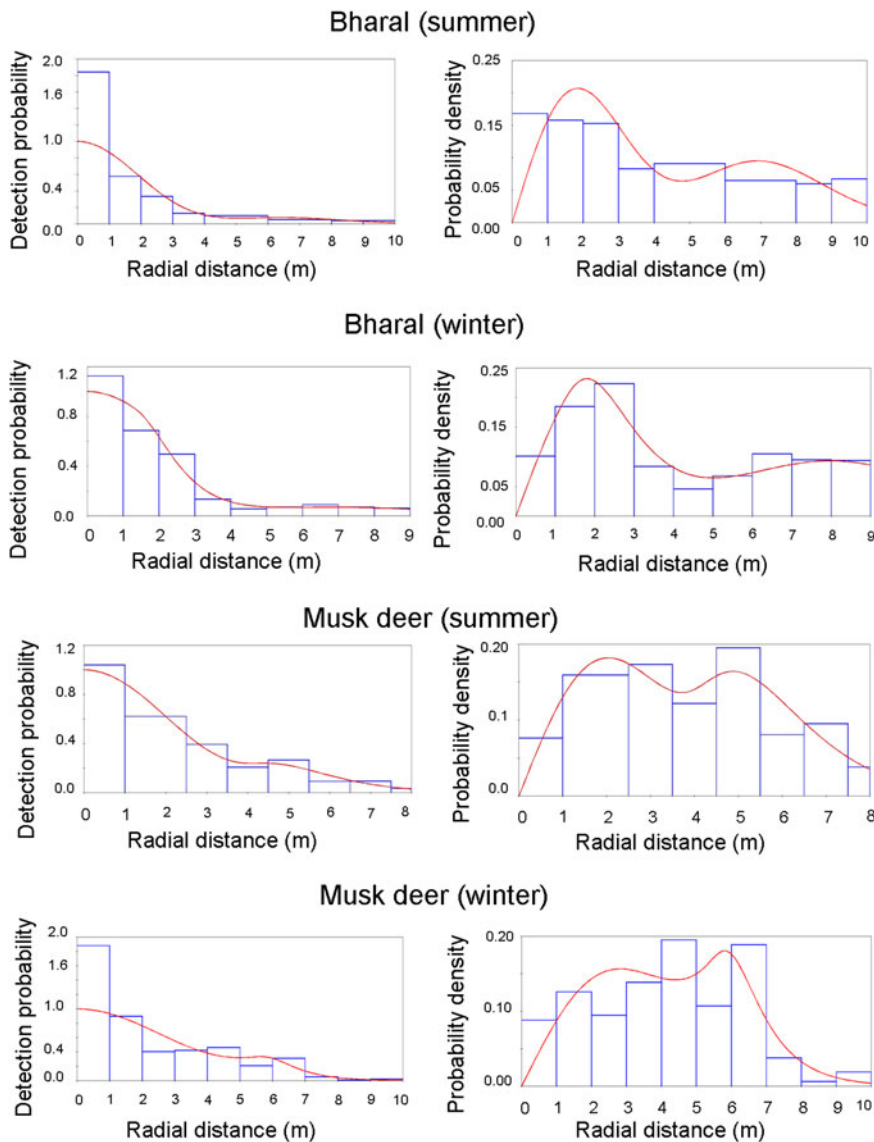 Bharal (summer)
Detection probability
2.0
1.6
1.0
0.4
0.0
0 1 2 3 4 5 6 7 8 9 10
Radial distance (m)
Probability density
0.25
0.15
0.05
0.00
0 1 2 3 4 5 6 7 8 9 10
Radial distance (m)
Bharal (winter)
Detection probability
1.2
0.4
0.0
0 1 2 3 4 5 6 7 8 9
Radial distance (m)
Probability density
0.25
0.15
0.05
0.00
0 1 2 3 4 5 6 7 8 9
Radial distance (m)
Musk deer (summer)
Detection probability
1.2
1.2
0.8
0.4
0.0
0 1 2 3 4 5 6 7 8
Radial distance (m)
Probability density
0.20
0.1
0.0
0 1 2 3 4 5 6 7 8
Radial distance (m)
Musk deer (winter)
Detection probability
2.0
1.6
1.0
0.4
0.0
0 1 2 3 4 5 6 7 8 9 10
Radial distance (m)
Probability density
0.20
0.10
0.00
0 1 2 3 4 5 6 7 8 9 10
Radial distance (m)